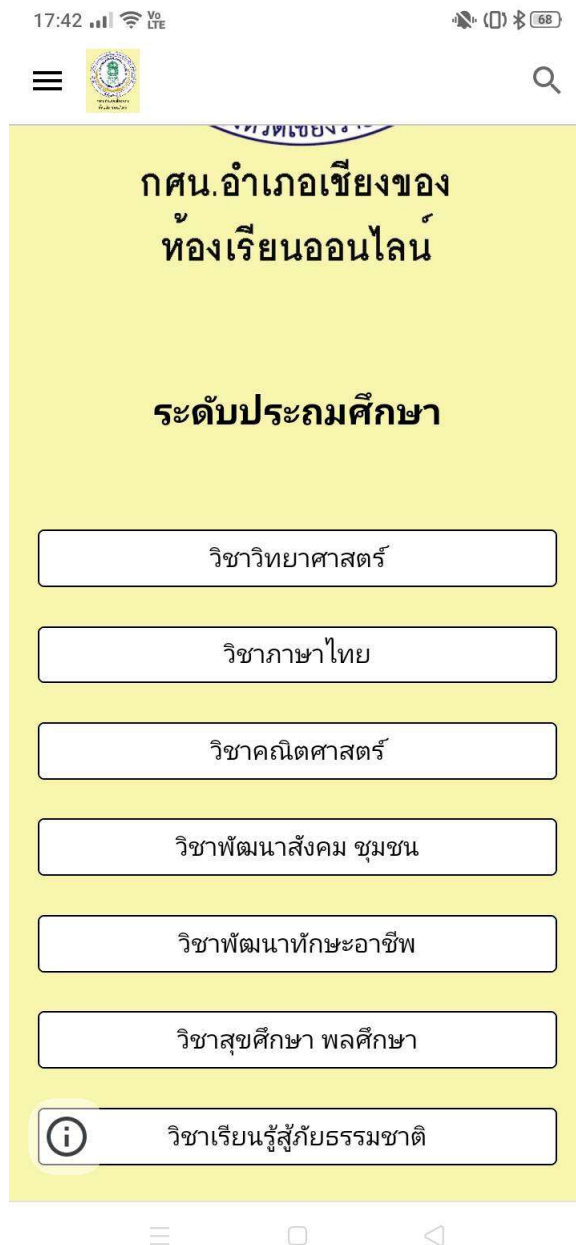 17:42
Vo LTE
68
กศน.อำเภอเชียงของ
ห้องเรียนออนไลน์
ระดับประถมศึกษา
วิชาวิทยาศาสตร์
วิชาภาษาไทย
วิชาคณิตศาสตร์
วิชาพัฒนาสังคม ชุมชน
วิชาพัฒนาทักษะอาชีพ
วิชาสุขศึกษา พลศึกษา
วิชาเรียนรู้สู้ภัยธรรมชาติ